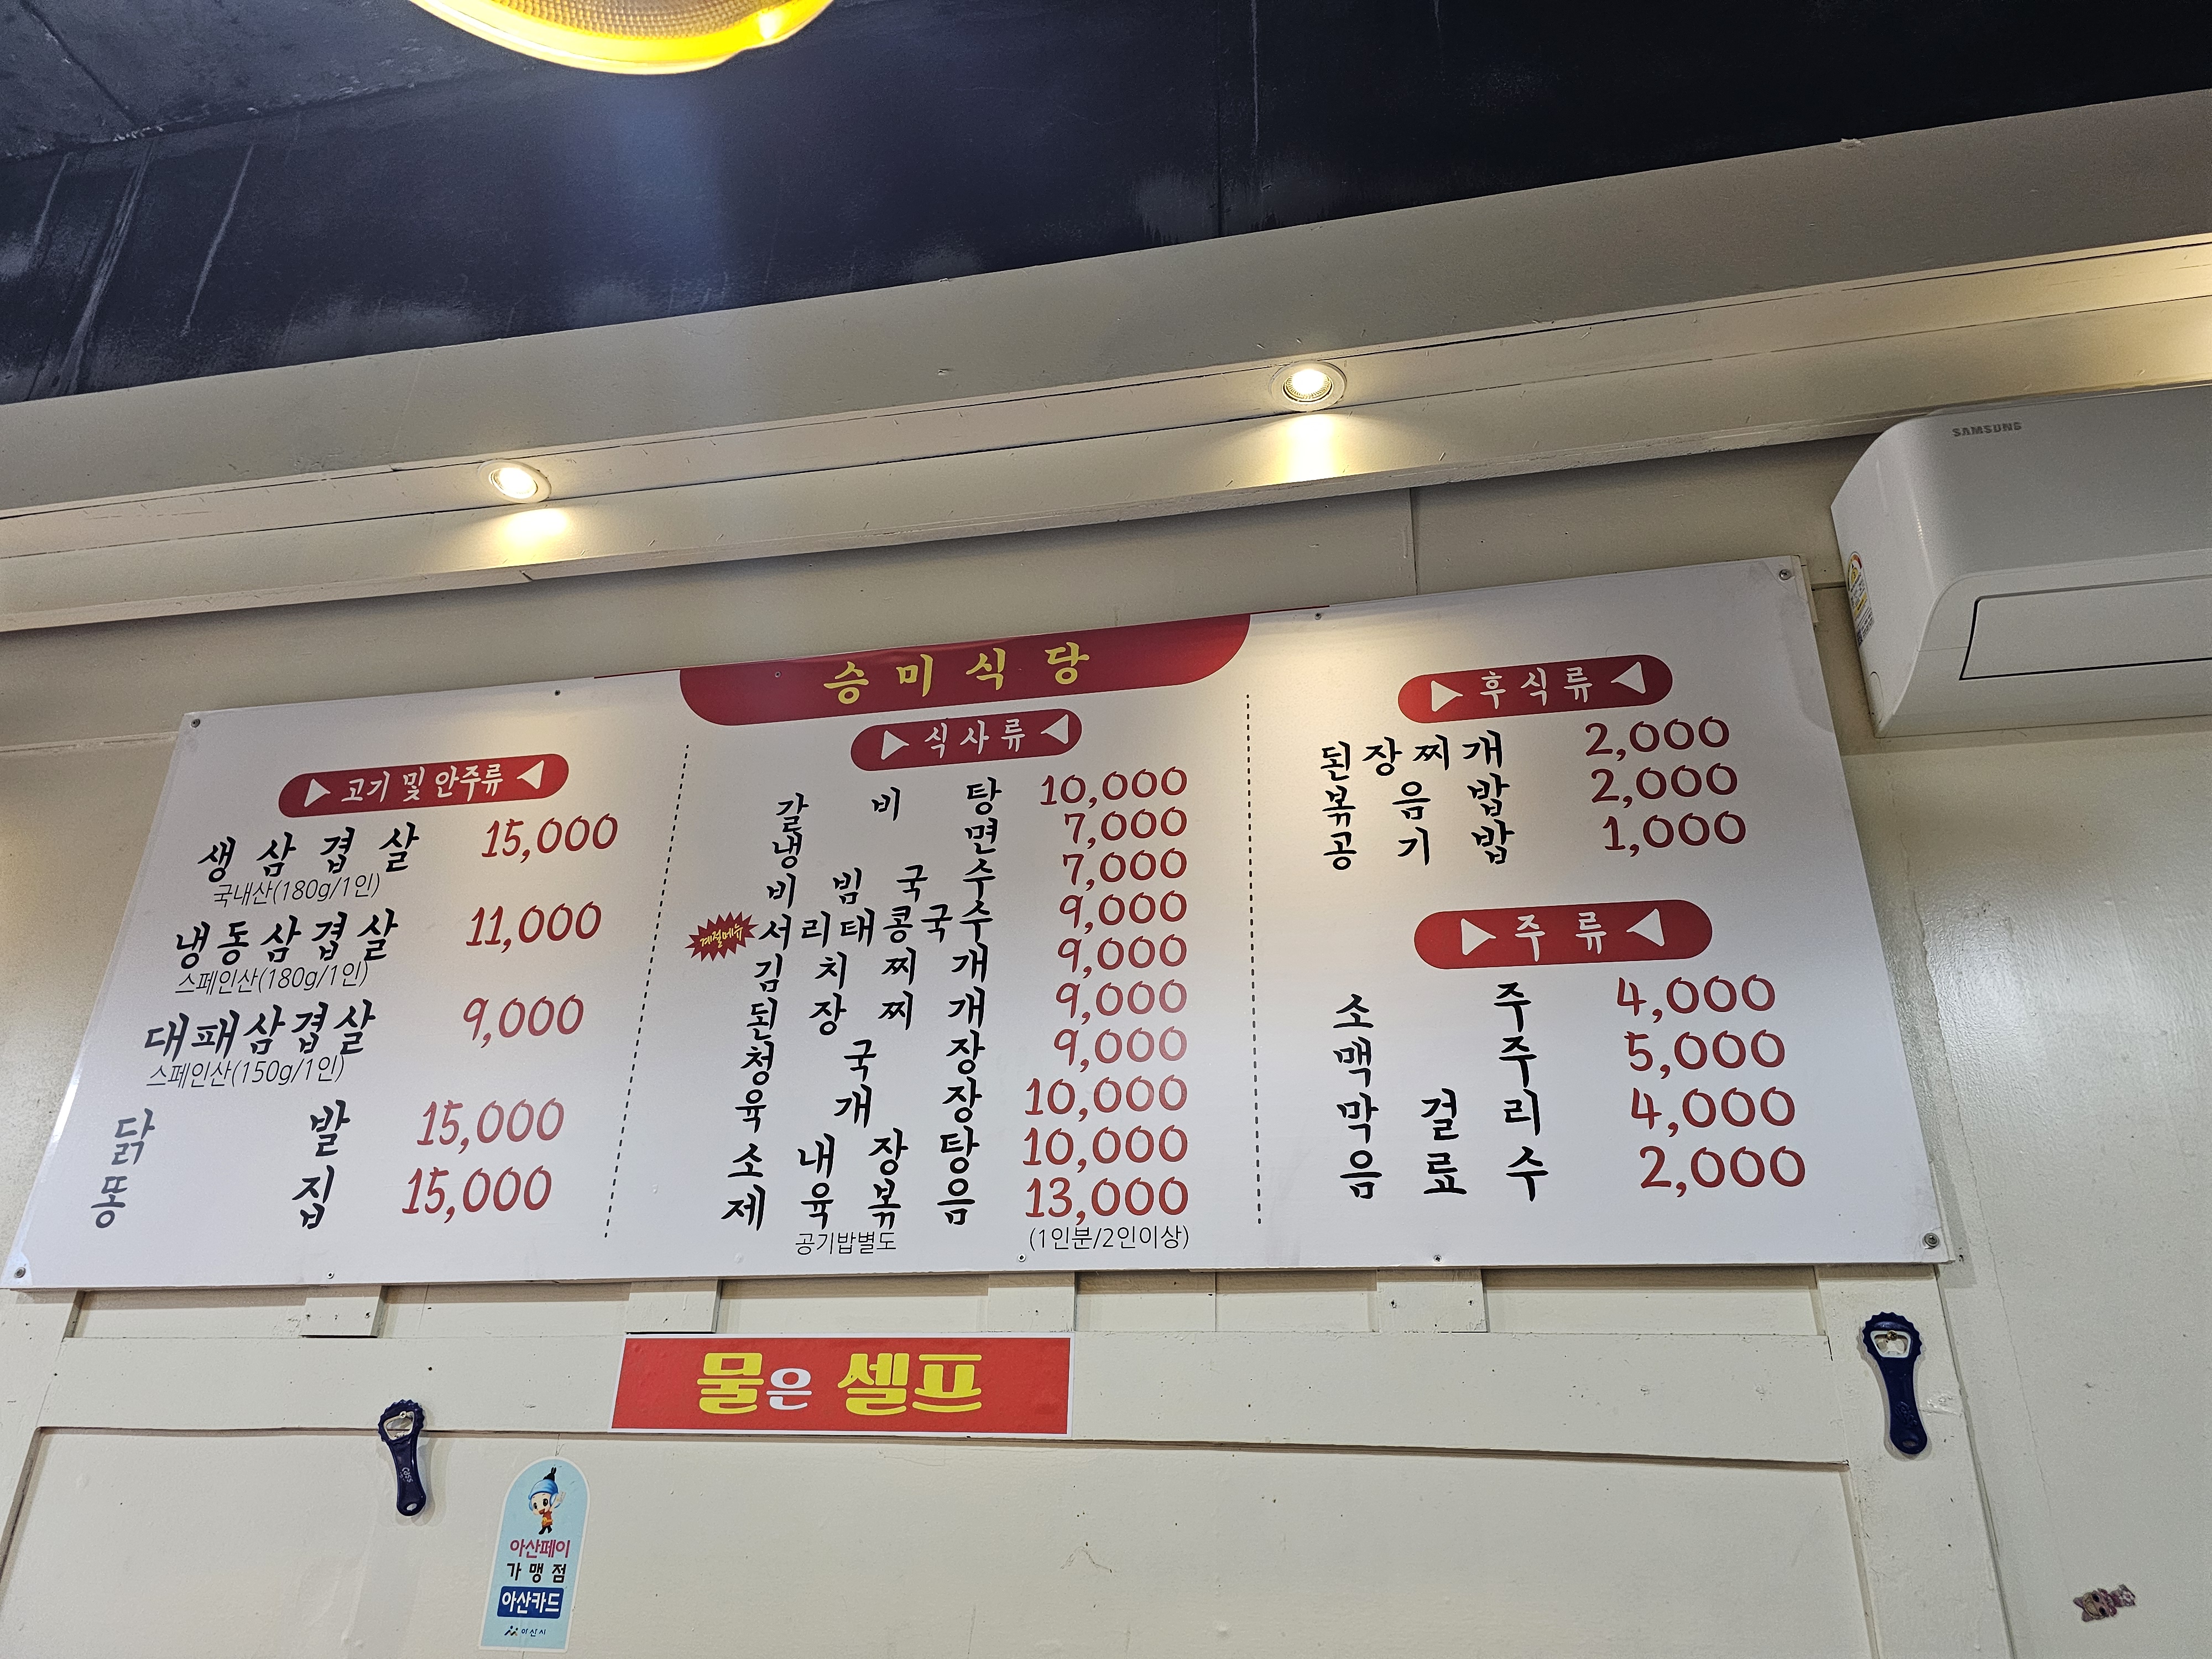 승미식당
▶ 고기 및 안주류 ◀
생삼겹살 15,000
국내산(180g/1인)
냉동삼겹살 11,000
스페인산(180g/1인)
대패삼겹살 9,000
스페인산(150g/1인)
닭발 15,000
똥집 15,000
▶ 식사류 ◀
갈비탕 10,000
냉면 7,000
비빔국수 7,000
계절메뉴 서리태콩국수 9,000
김치찌개 9,000
된장찌개 9,000
청국장 9,000
육개장 10,000
소내장탕 10,000
제육볶음 13,000
공기밥별도 (1인분/2인이상)
▶ 후식류 ◀
된장찌개 2,000
볶음밥 2,000
공기밥 1,000
▶ 주류 ◀
소주 4,000
맥주 5,000
막걸리 4,000
음료수 2,000
SAMSUNG
물은 셀프
CASS
아산페이
가맹점
아산카드
아산시